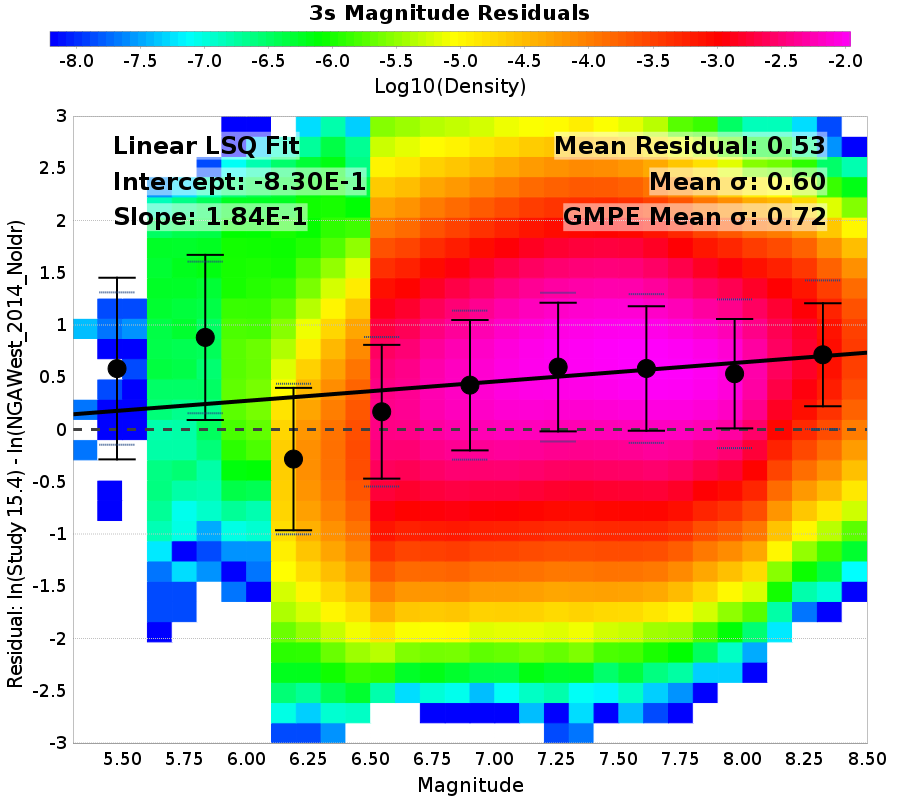 3s Magnitude Residuals
-8.0 -7.5 -7.0 -6.5 -6.0 -5.5 -5.0 -4.5 -4.0 -3.5 -3.0 -2.5 -2.0
Log10(Density)
Linear LSQ Fit
Intercept: -8.30E-1
Slope: 1.84E-1
Mean Residual: 0.53
Mean σ: 0.60
GMPE Mean σ: 0.72
Residual: ln(Study 15.4) - ln(NGAWest_2014_NoIdr)
3
2.5
2
1.5
1
0.5
0
-0.5
-1
-1.5
-2
-2.5
-3
5.50 5.75 6.00 6.25 6.50 6.75 7.00 7.25 7.50 7.75 8.00 8.25 8.50
Magnitude